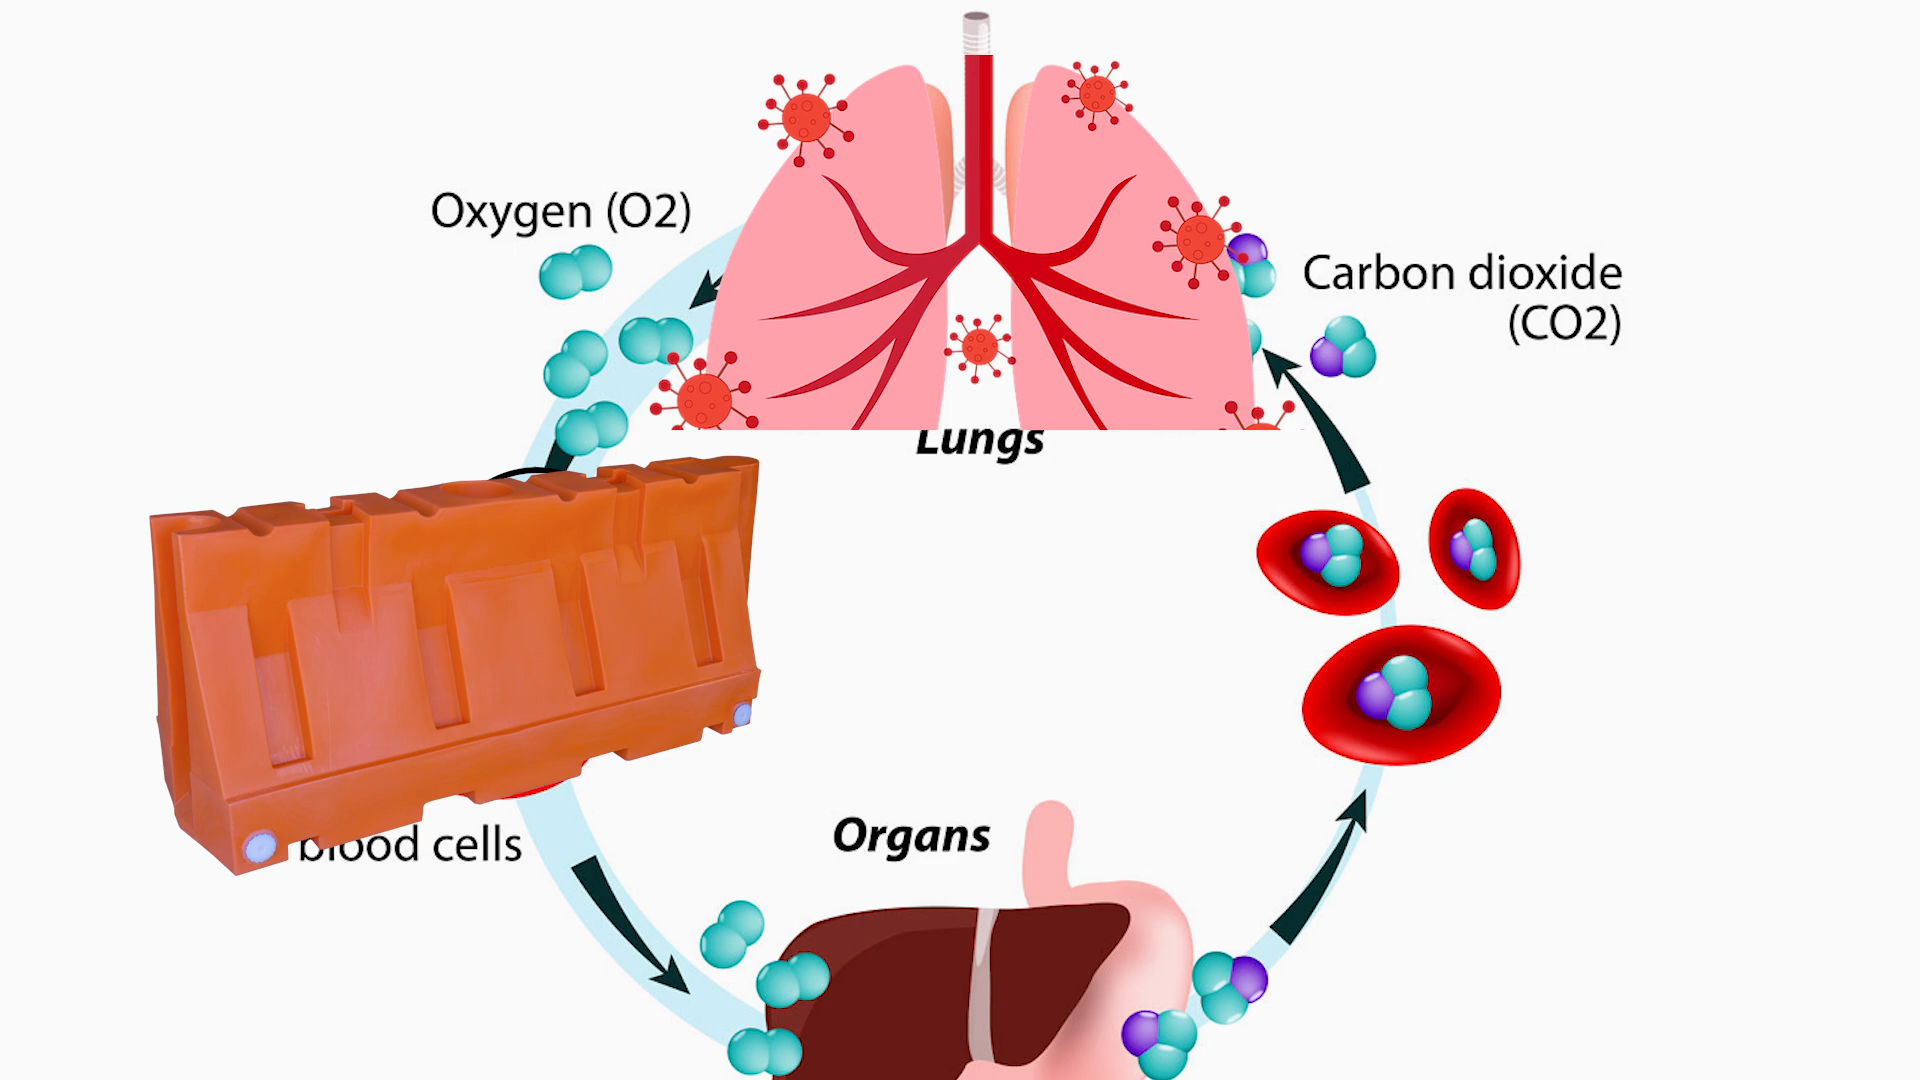 Oxygen (O2)
Carbon dioxide
(CO2)
Lungs
blood cells
Organs